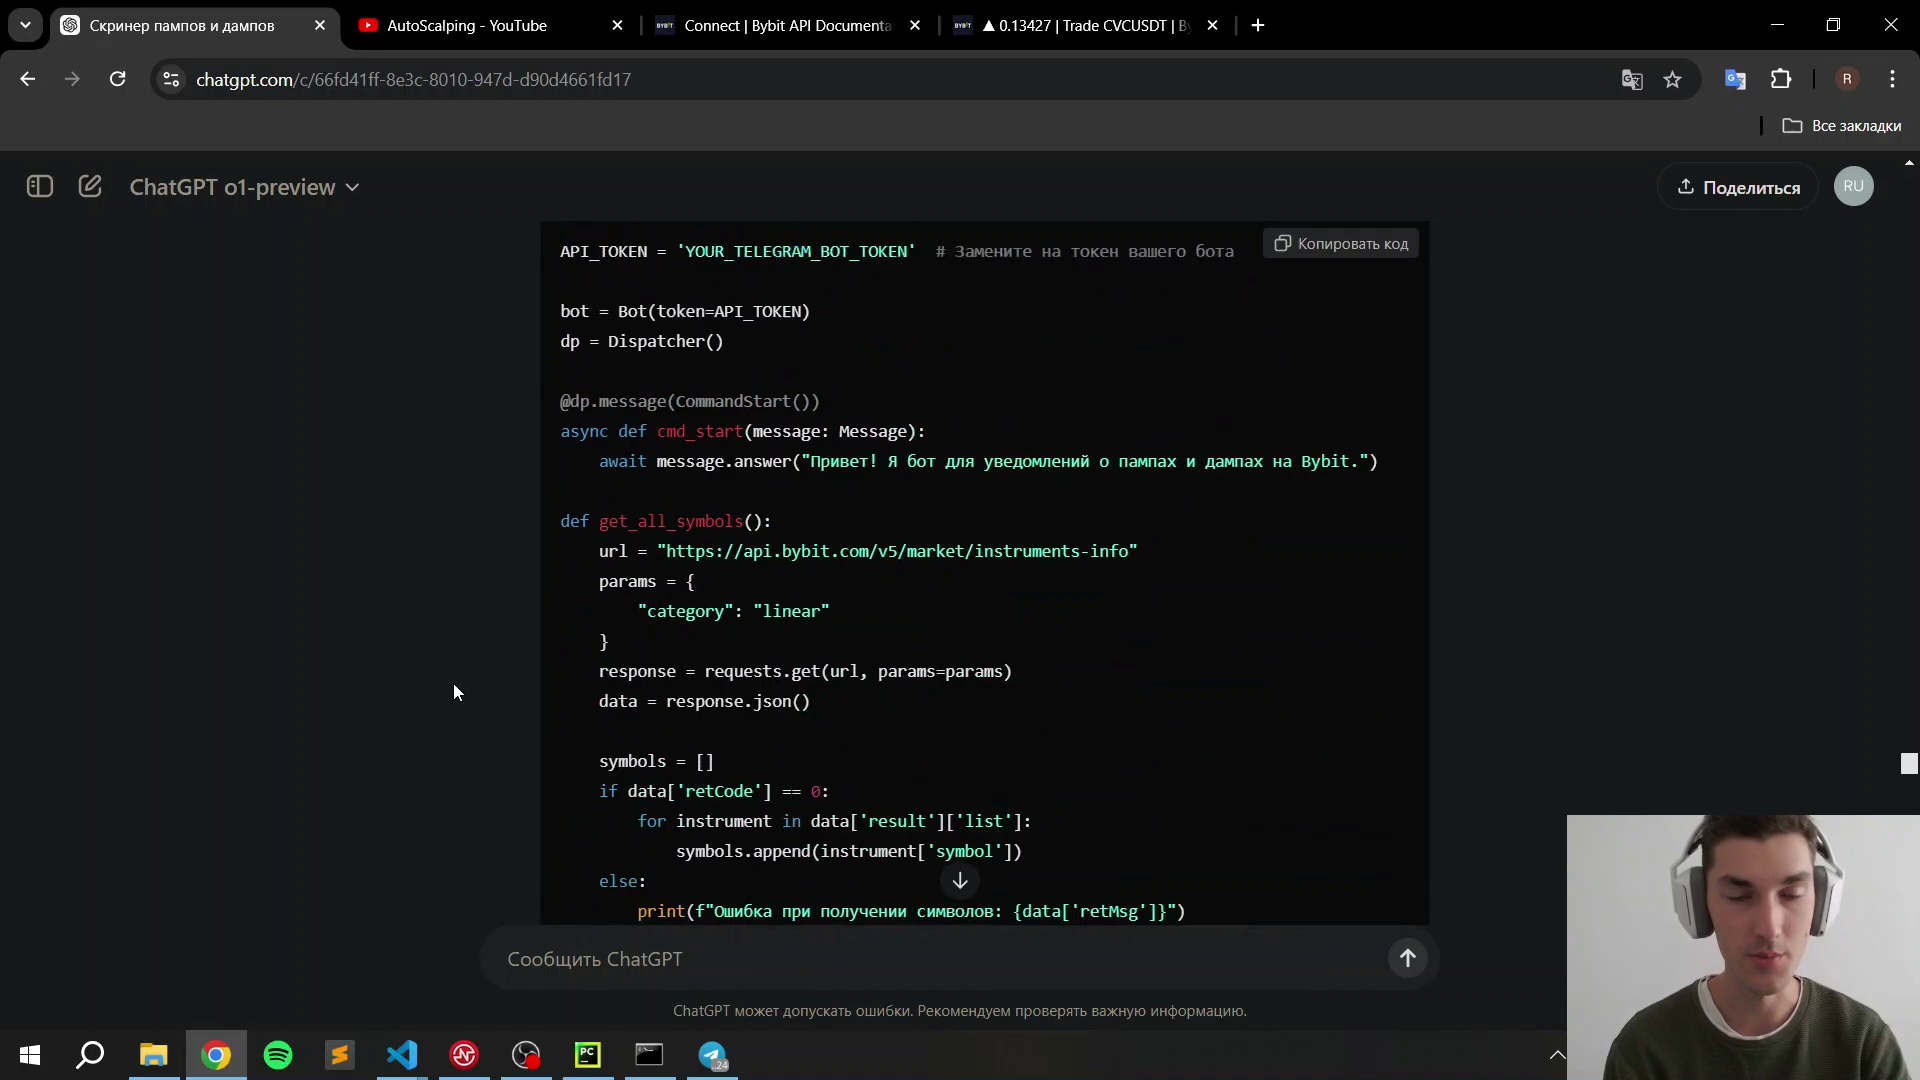 Скринер пампов и дампов
AutoScalping - YouTube
Connect | Bybit API Documenta
▲ 0.13427 | Trade CVCUSDT | By
chatgpt.com/c/66fd41ff-8e3c-8010-947d-d90d4661fd17
R
Все закладки
ChatGPT o1-preview
Поделиться
RU
Копировать код
API_TOKEN = 'YOUR_TELEGRAM_BOT_TOKEN'  # Замените на токен вашего бота
bot = Bot(token=API_TOKEN)
dp = Dispatcher()
@dp.message(CommandStart())
async def cmd_start(message: Message):
    await message.answer("Привет! Я бот для уведомлений о пампах и дампах на Bybit.")
def get_all_symbols():
    url = "https://api.bybit.com/v5/market/instruments-info"
    params = {
        "category": "linear"
    }
    response = requests.get(url, params=params)
    data = response.json()
    symbols = []
    if data['retCode'] == 0:
        for instrument in data['result']['list']:
            symbols.append(instrument['symbol'])
    else:
        print(f"Ошибка при получении символов: {data['retMsg']}")
Сообщить ChatGPT
ChatGPT может допускать ошибки. Рекомендуем проверять важную информацию.
PC
24